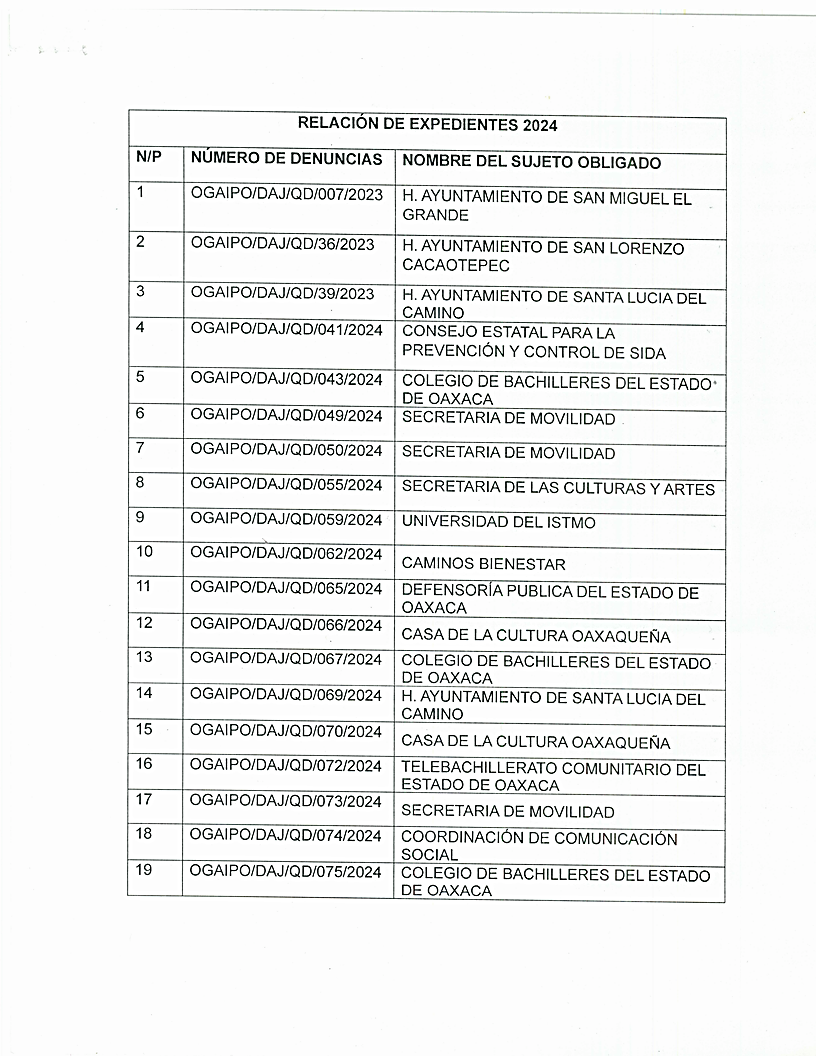 RELACIÓN DE EXPEDIENTES 2024
N/P NÚMERO DE DENUNCIAS NOMBRE DEL SUJETO OBLIGADO
1 OGAIPO/DAJ/QD/007/2023 H. AYUNTAMIENTO DE SAN MIGUEL EL
GRANDE
2 OGAIPO/DAJ/QD/36/2023 H. AYUNTAMIENTO DE SAN LORENZO
CACAOTEPEC
3 OGAIPO/DAJ/QD/39/2023 H. AYUNTAMIENTO DE SANTA LUCIA DEL
CAMINO
4 OGAIPO/DAJ/QD/041/2024 CONSEJO ESTATAL PARA LA
PREVENCIÓN Y CONTROL DE SIDA
5 OGAIPO/DAJ/QD/043/2024 COLEGIO DE BACHILLERES DEL ESTADO
DE OAXACA
6 OGAIPO/DAJ/QD/049/2024 SECRETARIA DE MOVILIDAD
7 OGAIPO/DAJ/QD/050/2024 SECRETARIA DE MOVILIDAD
8 OGAIPO/DAJ/QD/055/2024 SECRETARIA DE LAS CULTURAS Y ARTES
9 OGAIPO/DAJ/QD/059/2024 UNIVERSIDAD DEL ISTMO
10 OGAIPO/DAJ/QD/062/2024 CAMINOS BIENESTAR
11 OGAIPO/DAJ/QD/065/2024 DEFENSORÍA PUBLICA DEL ESTADO DE
OAXACA
12 OGAIPO/DAJ/QD/066/2024 CASA DE LA CULTURA OAXAQUEÑA
13 OGAIPO/DAJ/QD/067/2024 COLEGIO DE BACHILLERES DEL ESTADO
DE OAXACA
14 OGAIPO/DAJ/QD/069/2024 H. AYUNTAMIENTO DE SANTA LUCIA DEL
CAMINO
15 OGAIPO/DAJ/QD/070/2024 CASA DE LA CULTURA OAXAQUEÑA
16 OGAIPO/DAJ/QD/072/2024 TELEBACHILLERATO COMUNITARIO DEL
ESTADO DE OAXACA
17 OGAIPO/DAJ/QD/073/2024 SECRETARIA DE MOVILIDAD
18 OGAIPO/DAJ/QD/074/2024 COORDINACIÓN DE COMUNICACIÓN
SOCIAL
19 OGAIPO/DAJ/QD/075/2024 COLEGIO DE BACHILLERES DEL ESTADO
DE OAXACA